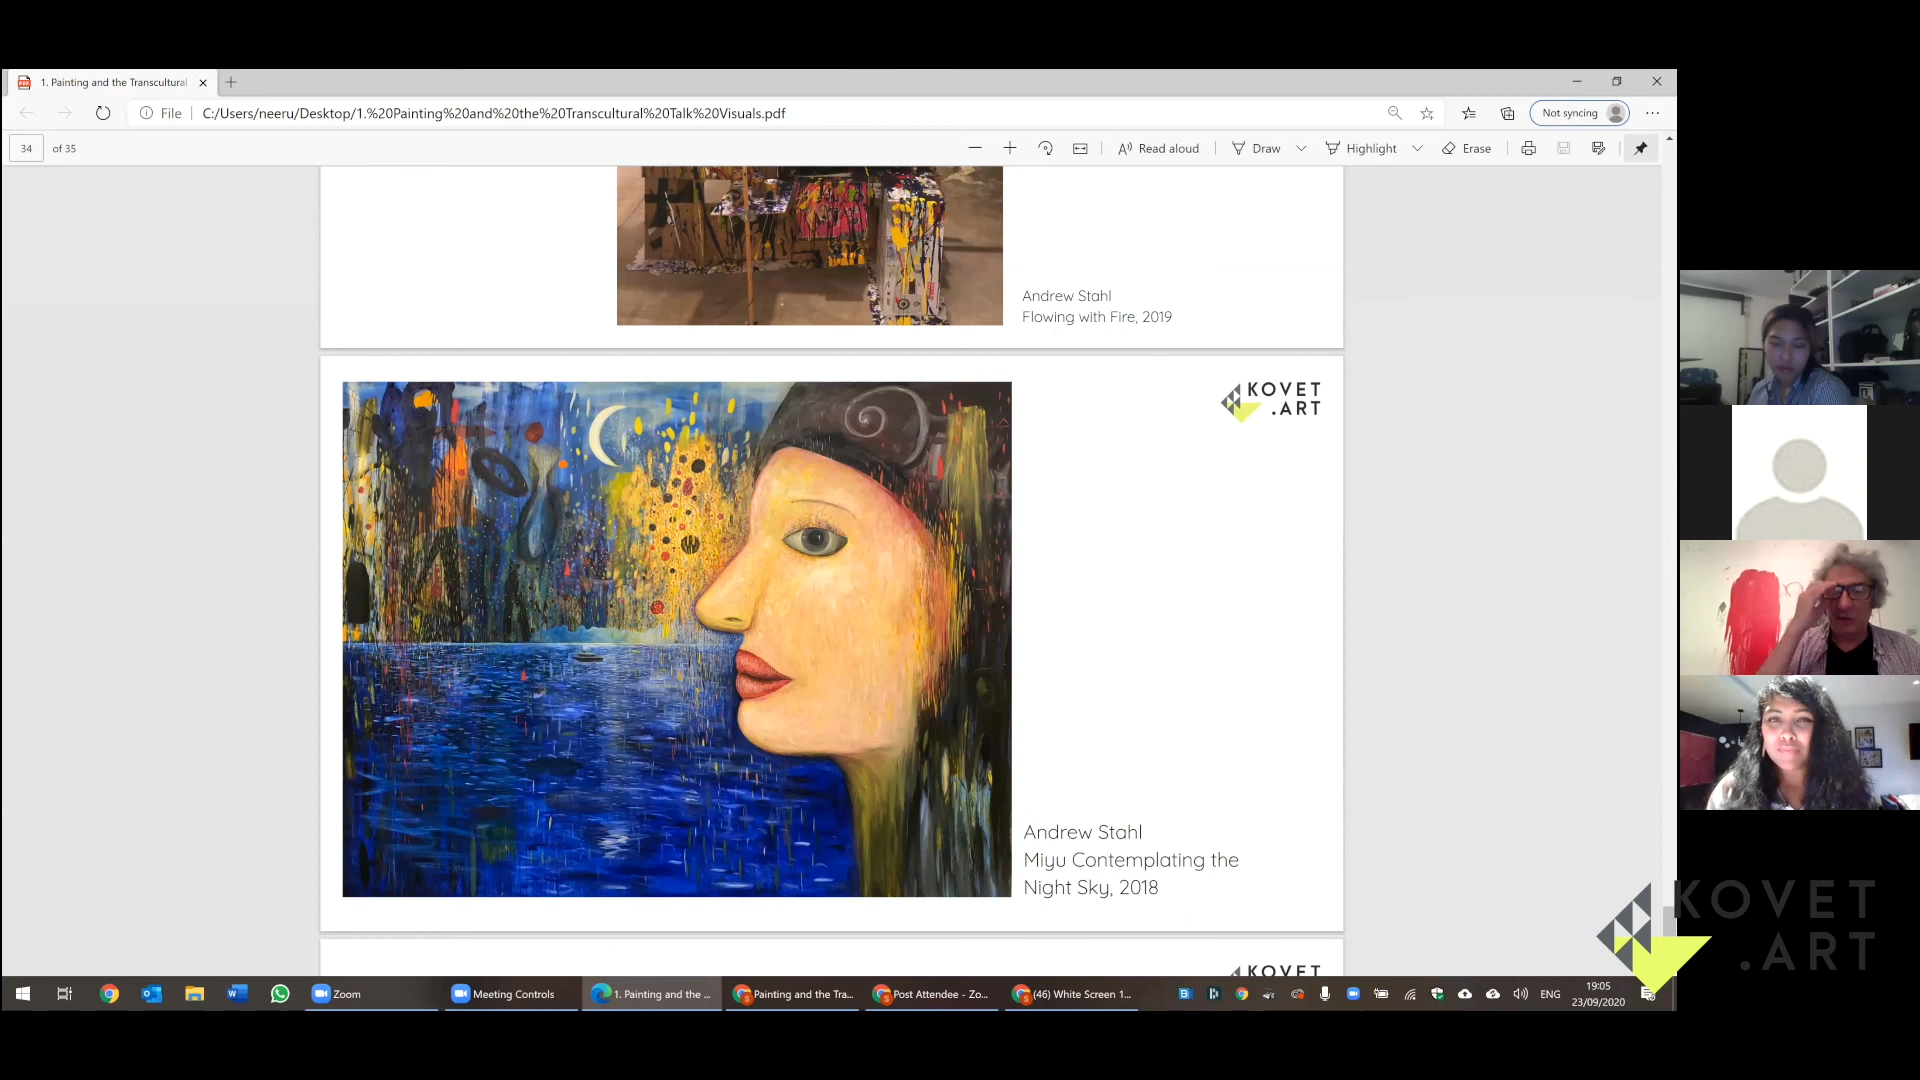 1. Painting and the Transcultural
File
C:/Users/neeru/Desktop/1.%20Painting%20and%20the%20Transcultural%20Talk%20Visuals.pdf
Not syncing
34 of 35
Read aloud
Draw
Highlight
Erase
Andrew Stahl
Flowing with Fire, 2019
KOVET
.ART
Andrew Stahl
Miyu Contemplating the
Night Sky, 2018
KOVET
KOVET
.ART
Zoom
Meeting Controls
1. Painting and the ...
Painting and the Tra...
Post Attendee - Zo...
(46) White Screen 1...
ENG
19:05
23/09/2020